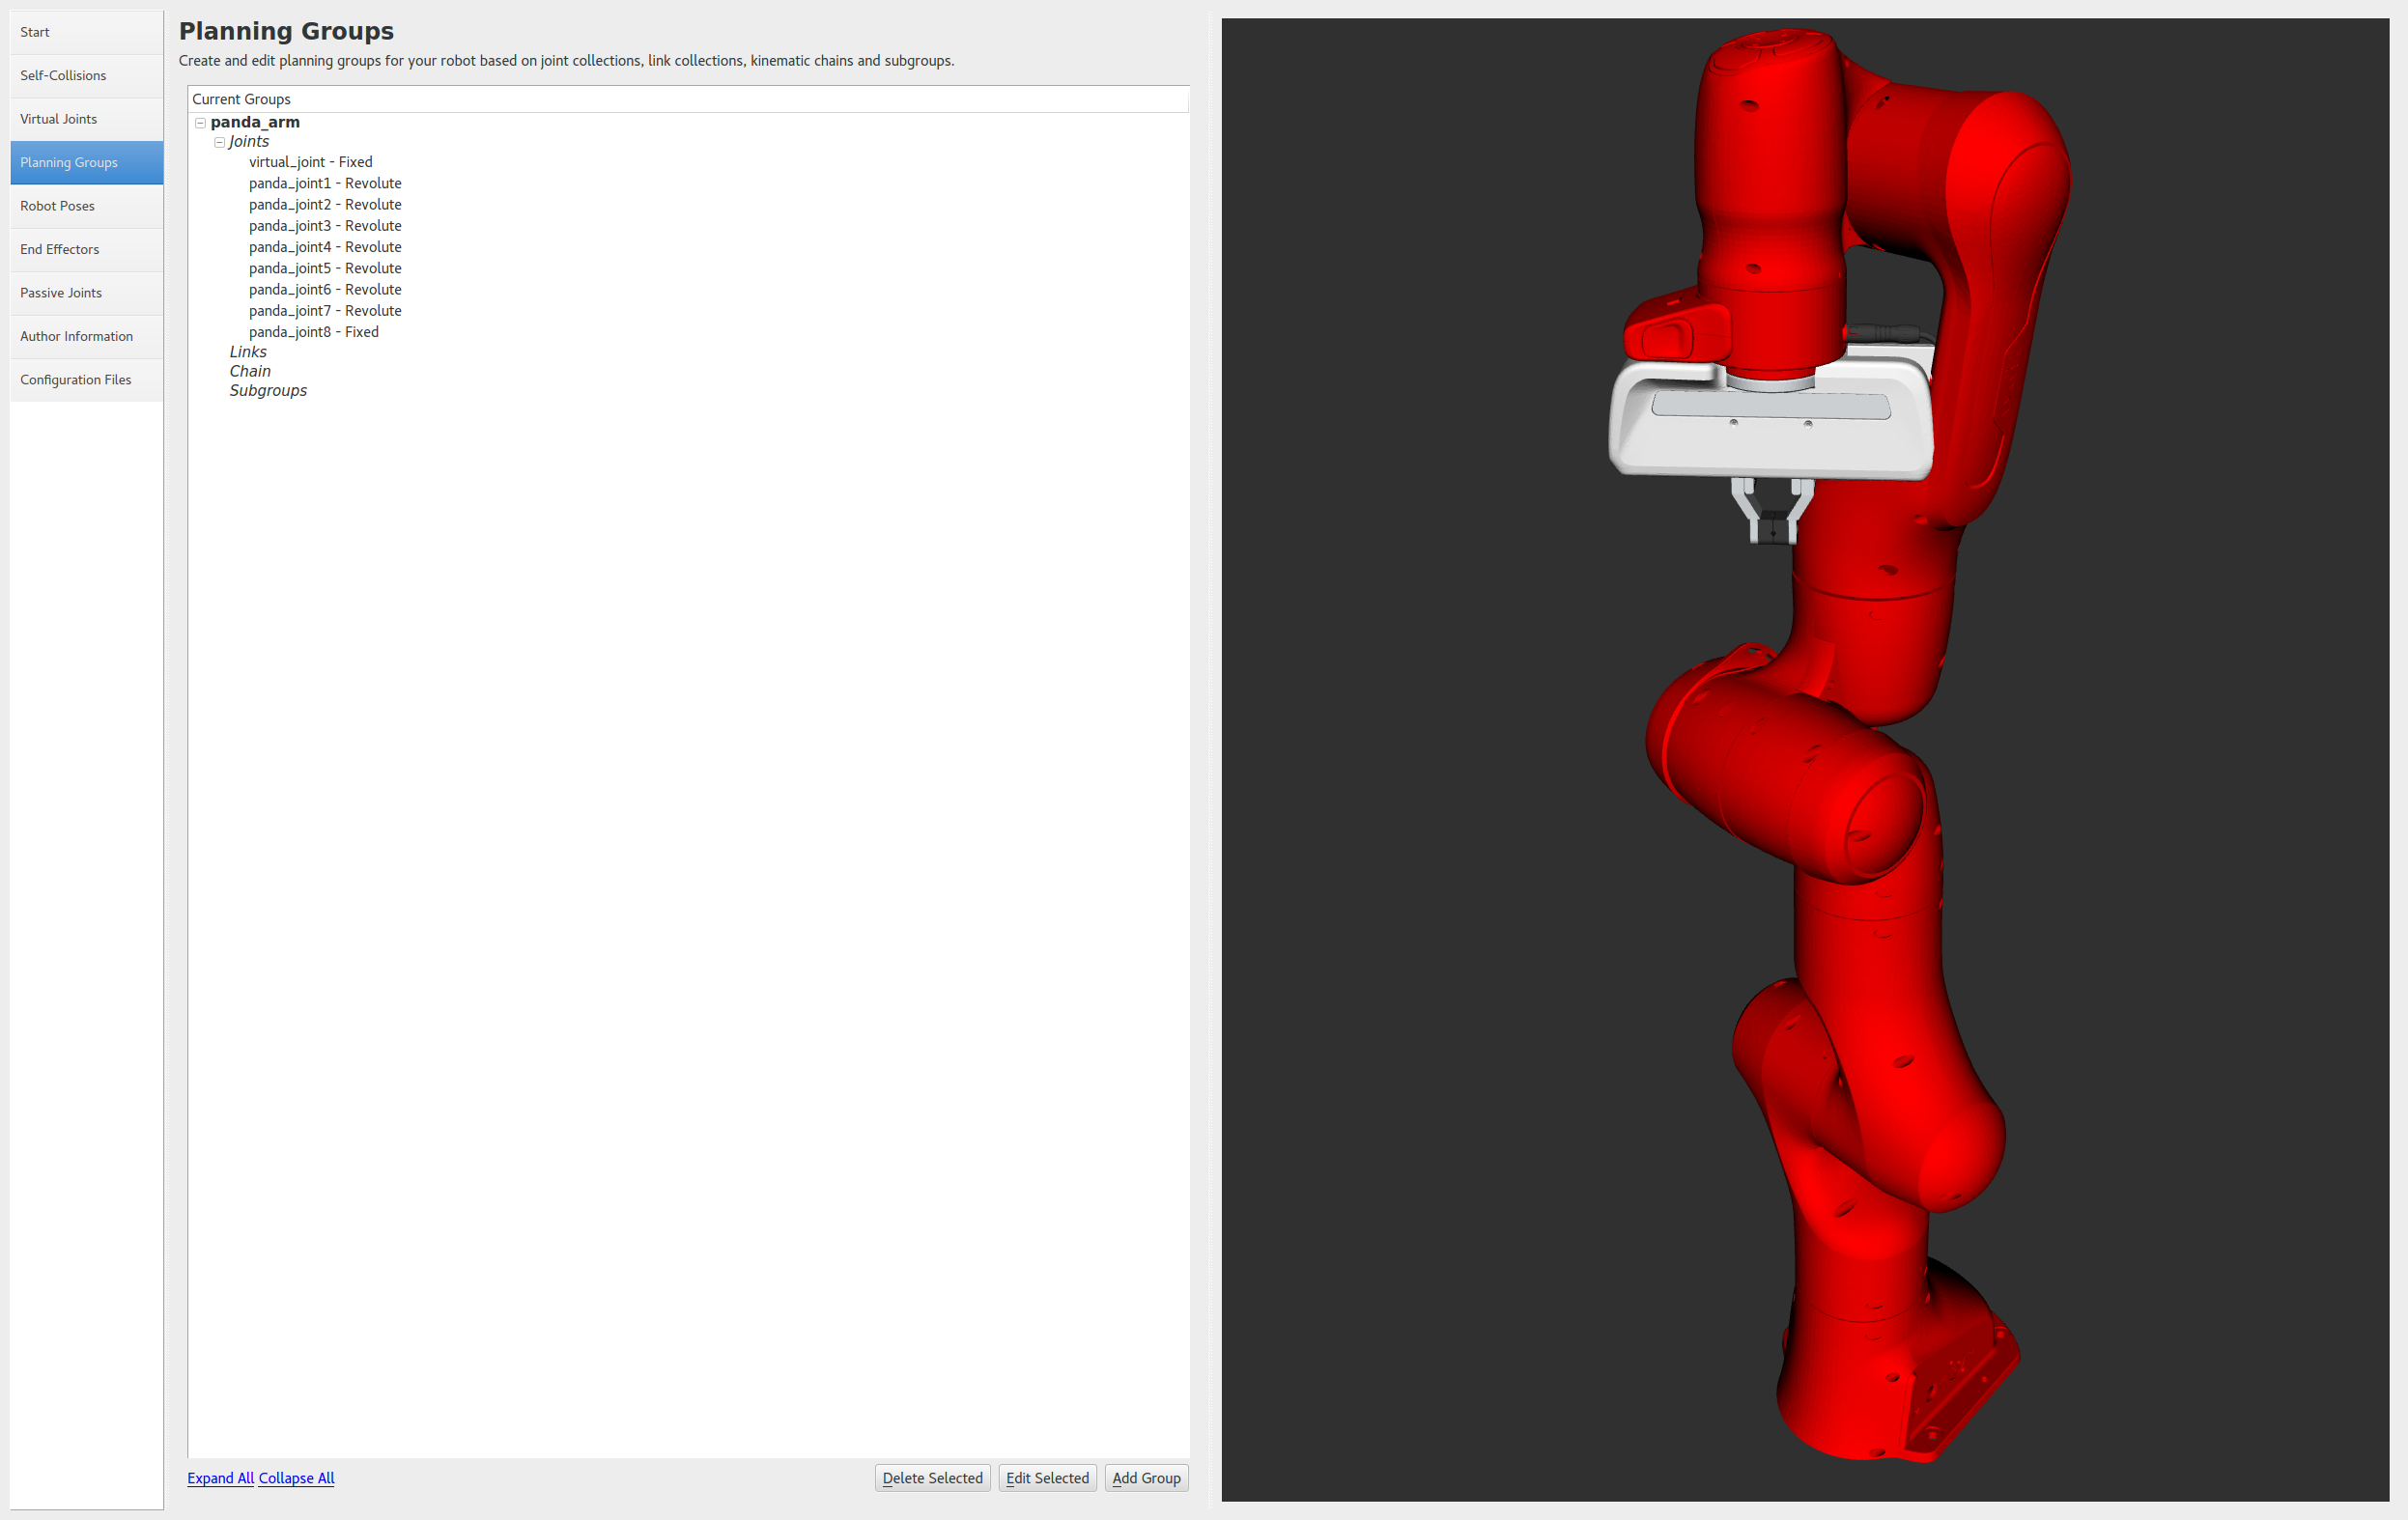 Start
Self-Collisions
Virtual Joints
Planning Groups
Robot Poses
End Effectors
Passive Joints
Author Information
Configuration Files
Planning Groups
Create and edit planning groups for your robot based on joint collections, link collections, kinematic chains and subgroups.
Current Groups
panda_arm
Joints
virtual_joint - Fixed
panda_joint1 - Revolute
panda_joint2 - Revolute
panda_joint3 - Revolute
panda_joint4 - Revolute
panda_joint5 - Revolute
panda_joint6 - Revolute
panda_joint7 - Revolute
panda_joint8 - Fixed
Links
Chain
Subgroups
Expand All Collapse All
Delete Selected
Edit Selected
Add Group